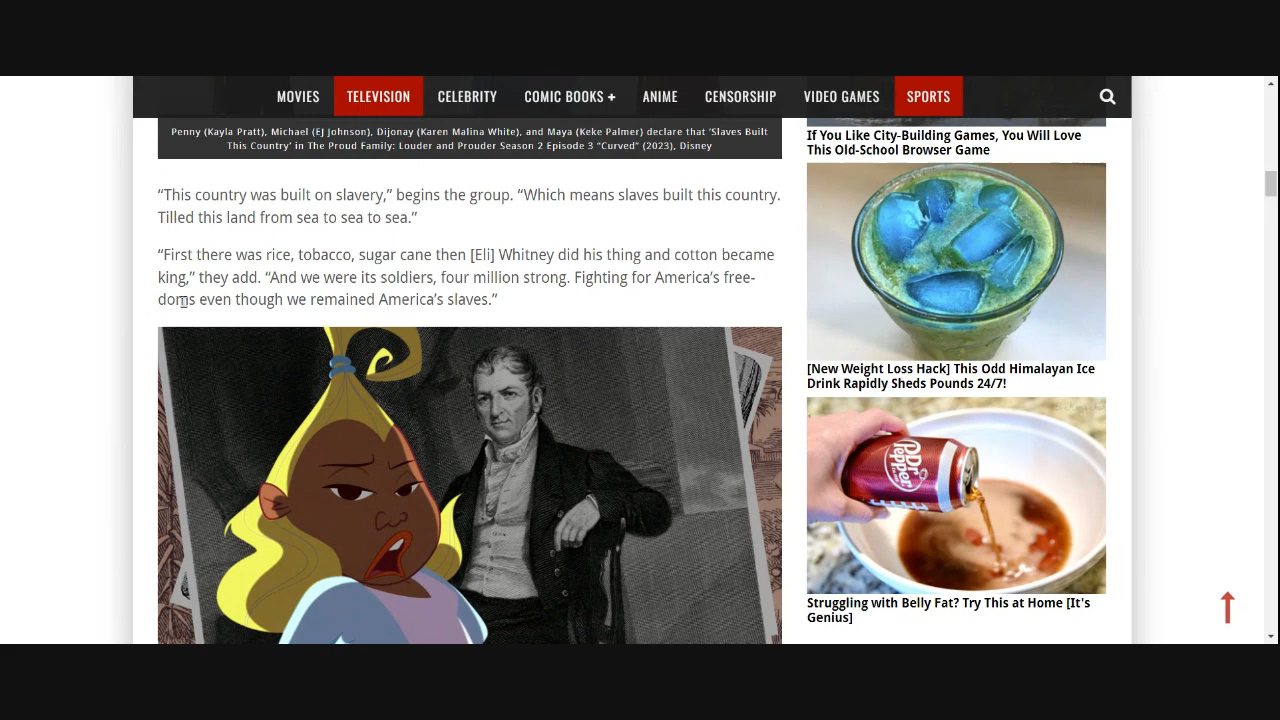 MOVIES TELEVISION CELEBRITY COMIC BOOKS + ANIME CENSORSHIP VIDEO GAMES SPORTS
Penny (Kayla Pratt), Michael (EJ Johnson), Dijonay (Karen Malina White), and Maya (Keke Palmer) declare that ‘Slaves Built
This Country’ in The Proud Family: Louder and Prouder Season 2 Episode 3 “Curved” (2023), Disney
“This country was built on slavery,” begins the group. “Which means slaves built this country.
Tilled this land from sea to sea to sea.”
“First there was rice, tobacco, sugar cane then [Eli] Whitney did his thing and cotton became
king,” they add. “And we were its soldiers, four million strong. Fighting for America’s free-
doms even though we remained America’s slaves.”
If You Like City-Building Games, You Will Love
This Old-School Browser Game
[New Weight Loss Hack] This Odd Himalayan Ice
Drink Rapidly Sheds Pounds 24/7!
Dr Pepper
Struggling with Belly Fat? Try This at Home [It's
Genius]